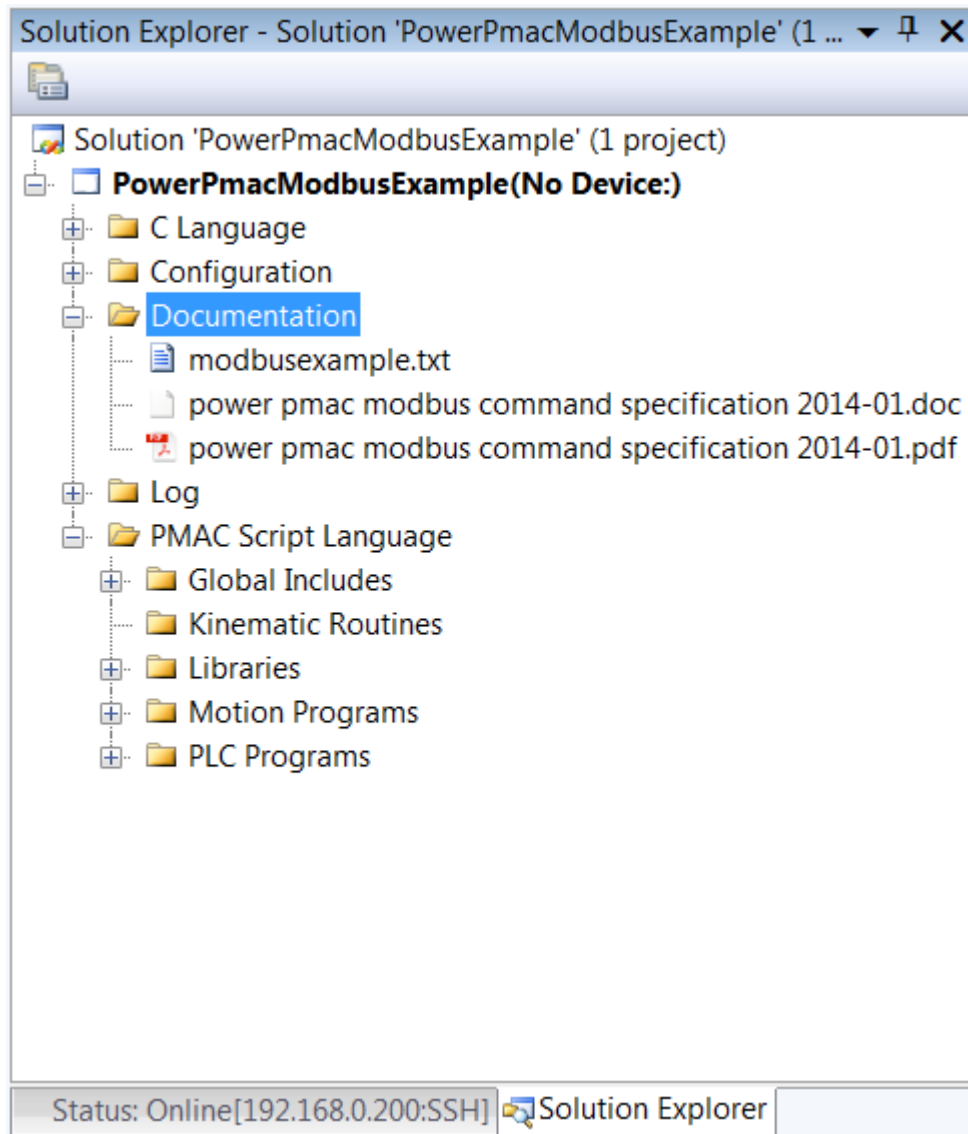 Solution Explorer - Solution 'PowerPmacModbusExample' (1 ...
Solution 'PowerPmacModbusExample' (1 project)
PowerPmacModbusExample(No Device:)
C Language
Configuration
Documentation
modbusexample.txt
power pmac modbus command specification 2014-01.doc
power pmac modbus command specification 2014-01.pdf
Log
PMAC Script Language
Global Includes
Kinematic Routines
Libraries
Motion Programs
PLC Programs
Status: Online[192.168.0.200:SSH] Solution Explorer